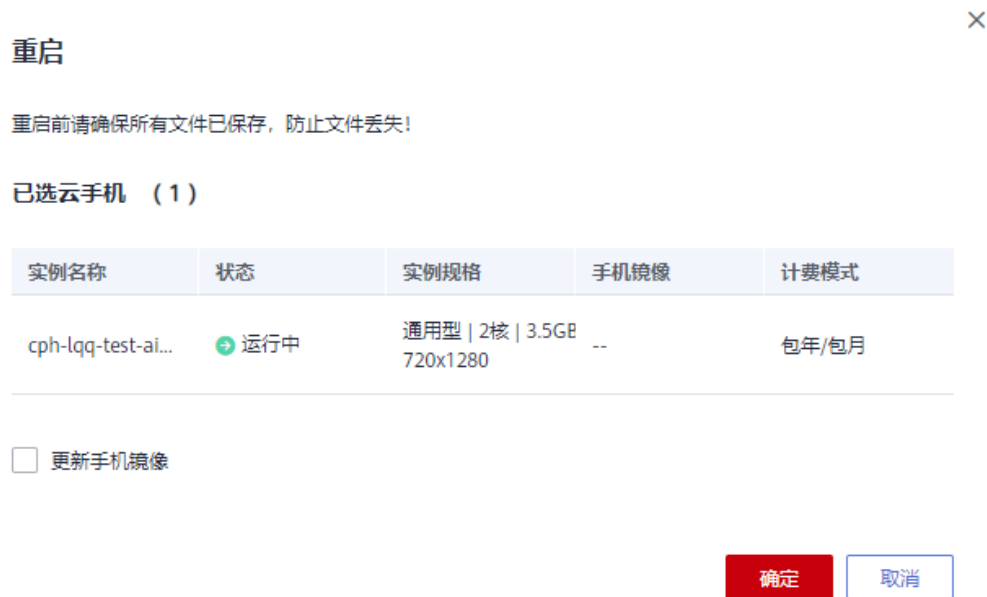 重启
重启前请确保所有文件已保存，防止文件丢失！
已选云手机 （1）
实例名称 状态 实例规格 手机镜像 计费模式
cph-lqq-test-ai... 运行中 通用型 | 2核 | 3.5GB -- 包年/包月
720x1280
更新手机镜像
确定 取消